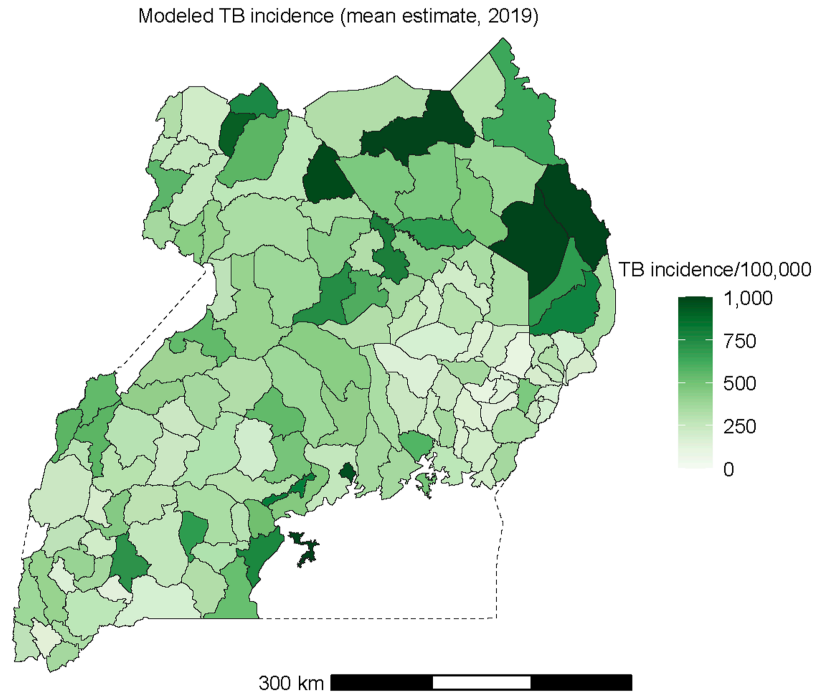 Modeled TB incidence (mean estimate, 2019)
TB incidence/100,000
1,000
750
500
250
0
300 km